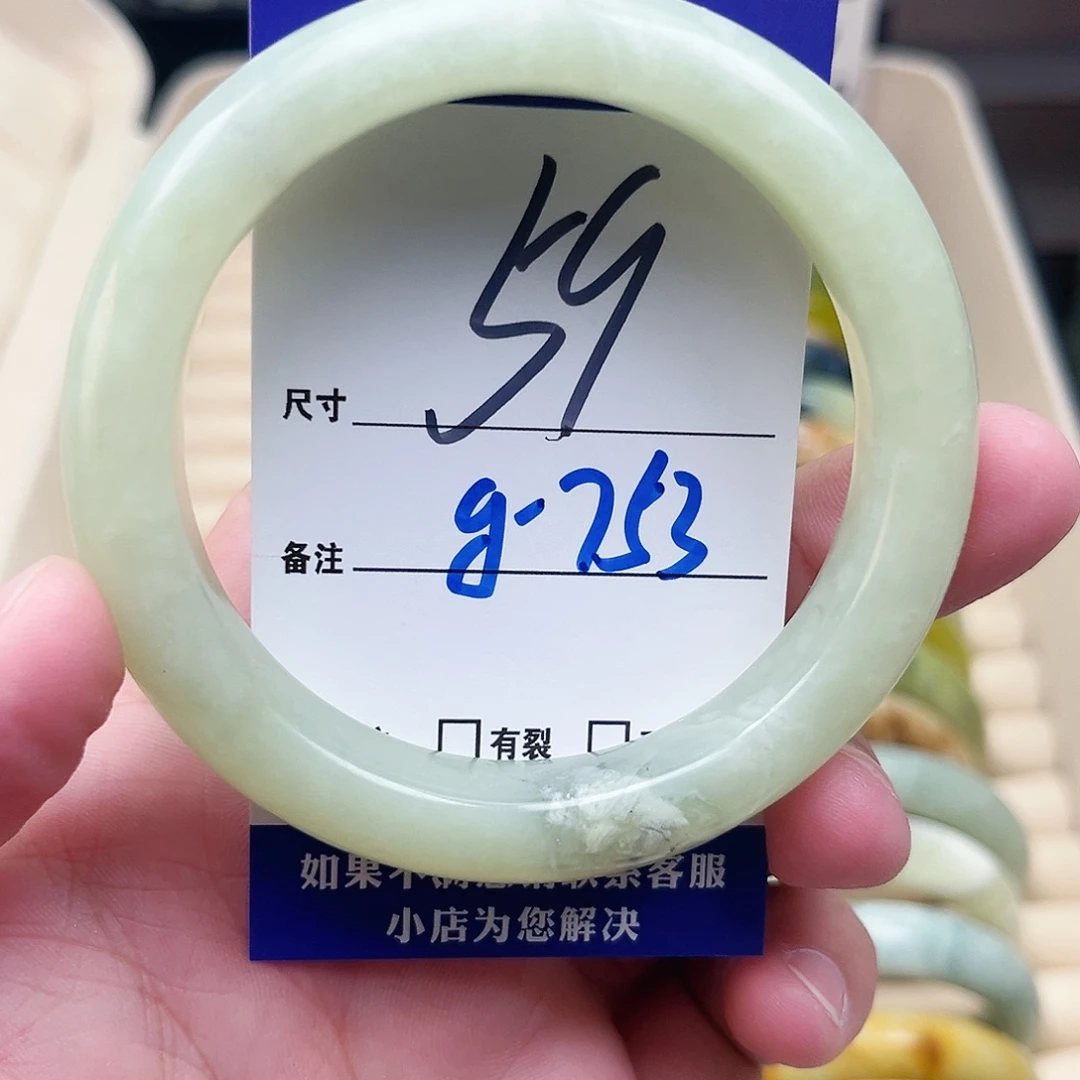 尺寸 59
备注 g-253
有裂
如果不满意请联系客服
小店为您解决